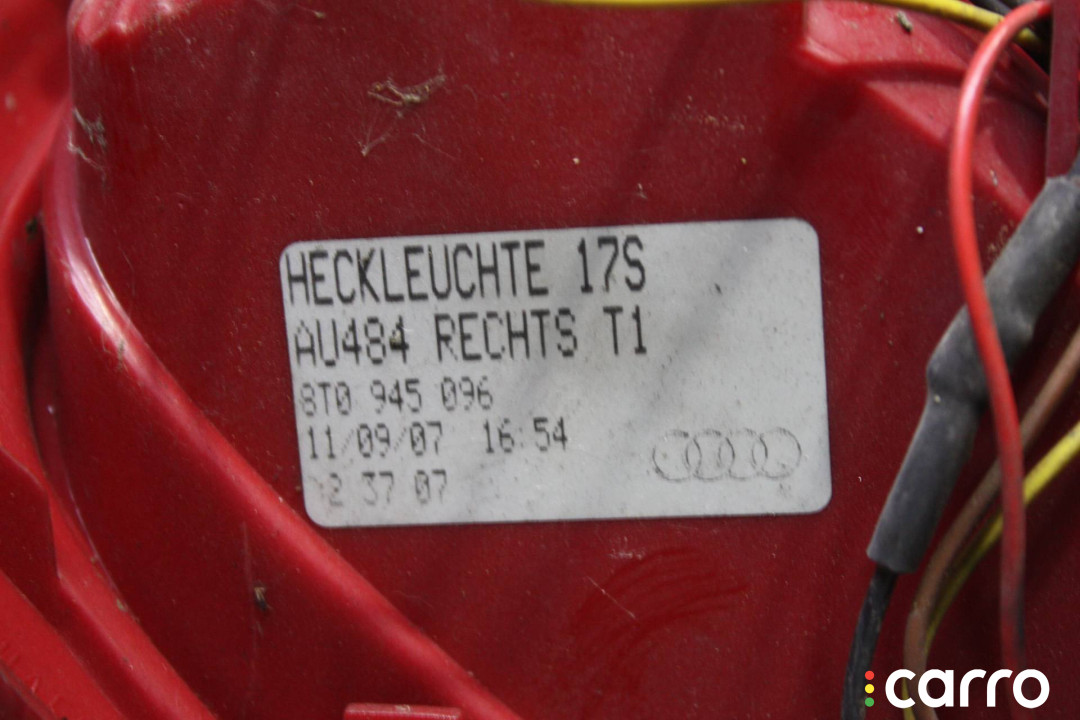 HECKLEUCHTE 17S
AU484 RECHTS T1
8T0 945 096
11/09/07 16:54
2 37 07
carro